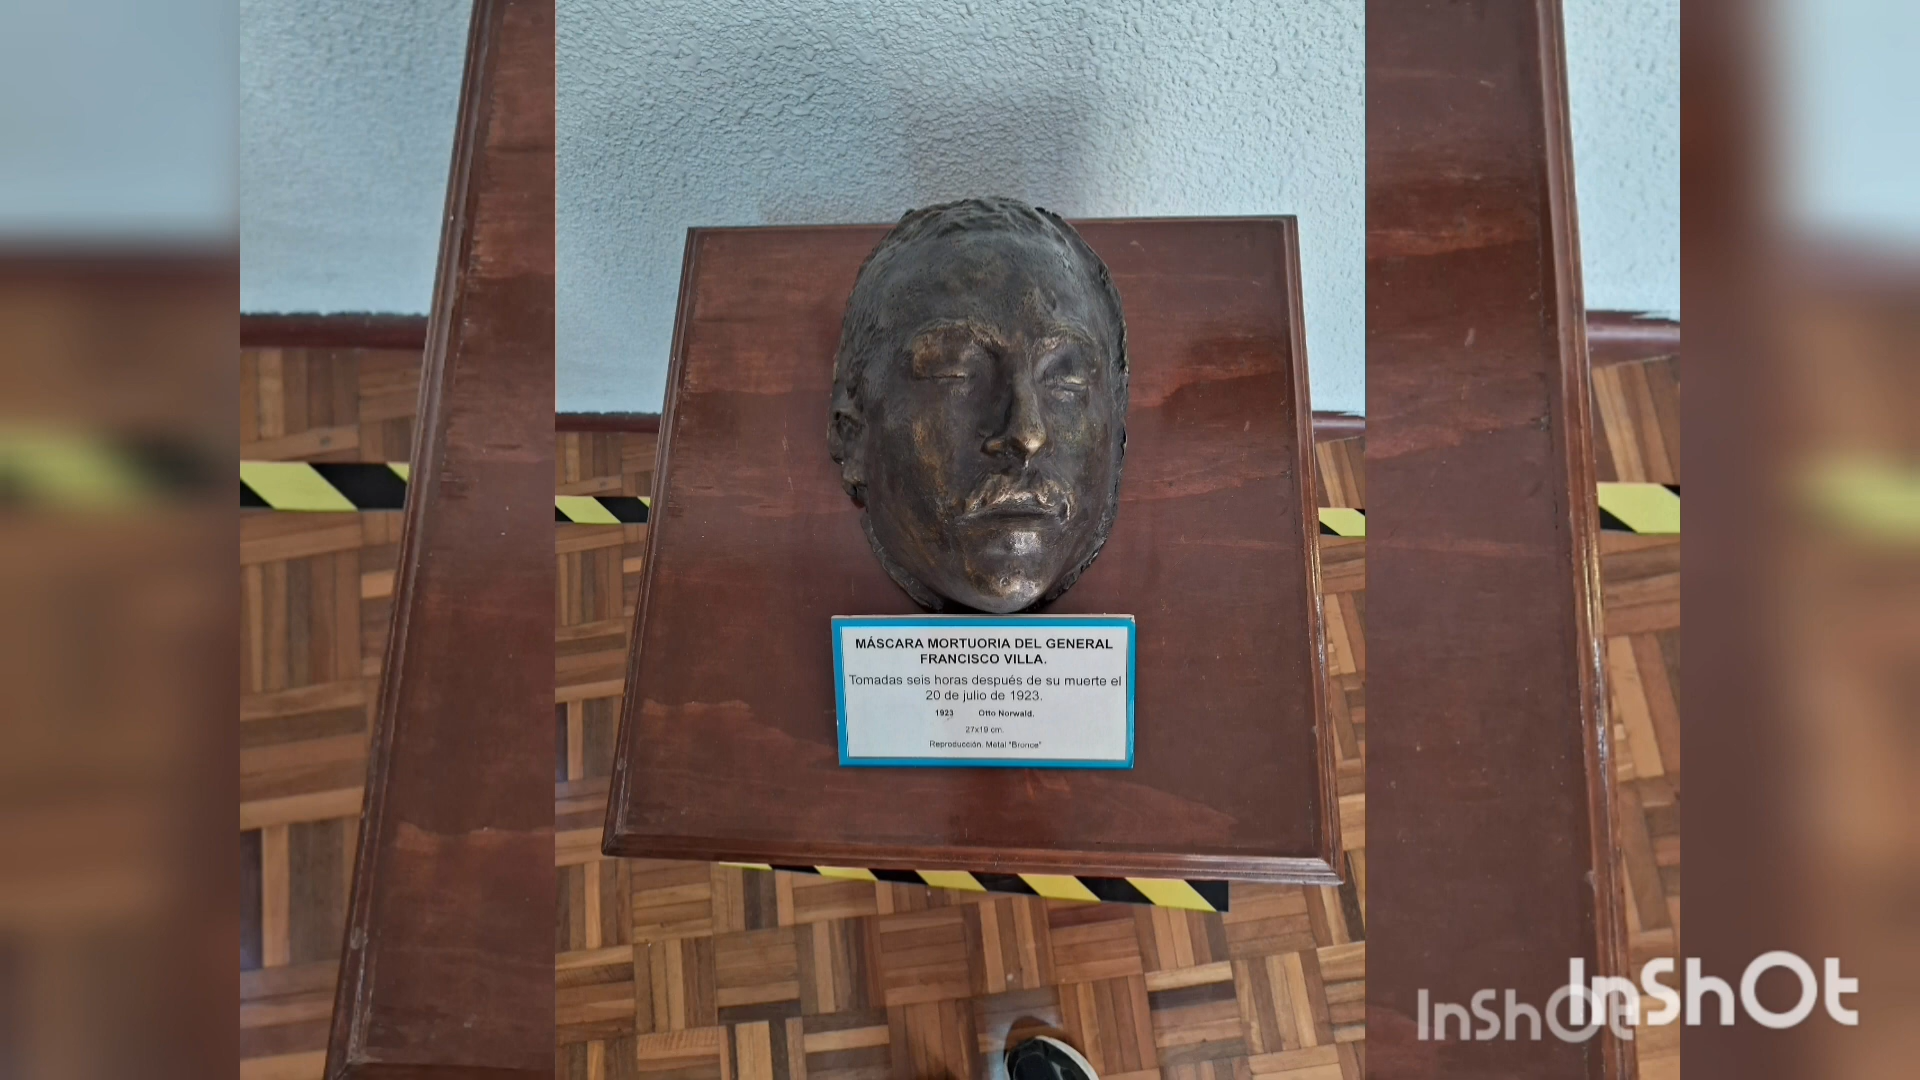 MÁSCARA MORTUORIA DEL GENERAL
FRANCISCO VILLA.
Tomadas seis horas después de su muerte el
20 de julio de 1923.
1923 Otto Norwald.
27x19 cm.
Reproducción. Metal "Bronce"
InShOt
InShOt